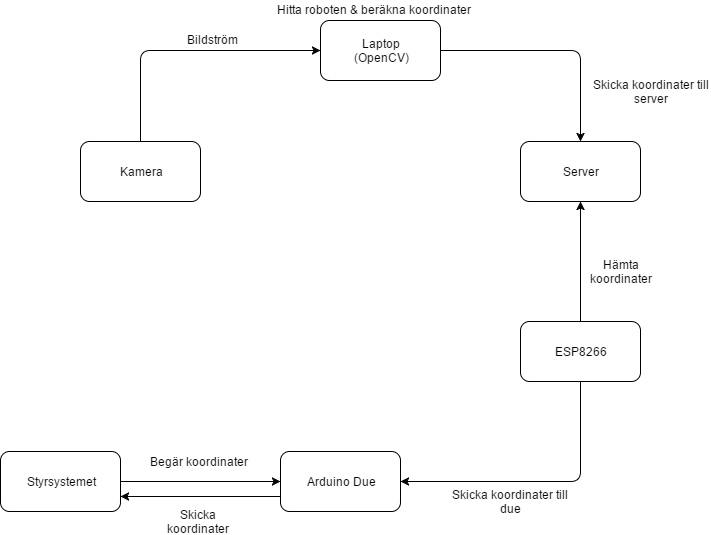 Hitta roboten & beräkna koordinater
Bildström
Laptop
(OpenCV)
Skicka koordinater till
server
Kamera
Server
Hämta
koordinater
ESP8266
Begär koordinater
Styrsystemet
Arduino Due
Skicka koordinater till
due
Skicka
koordinater